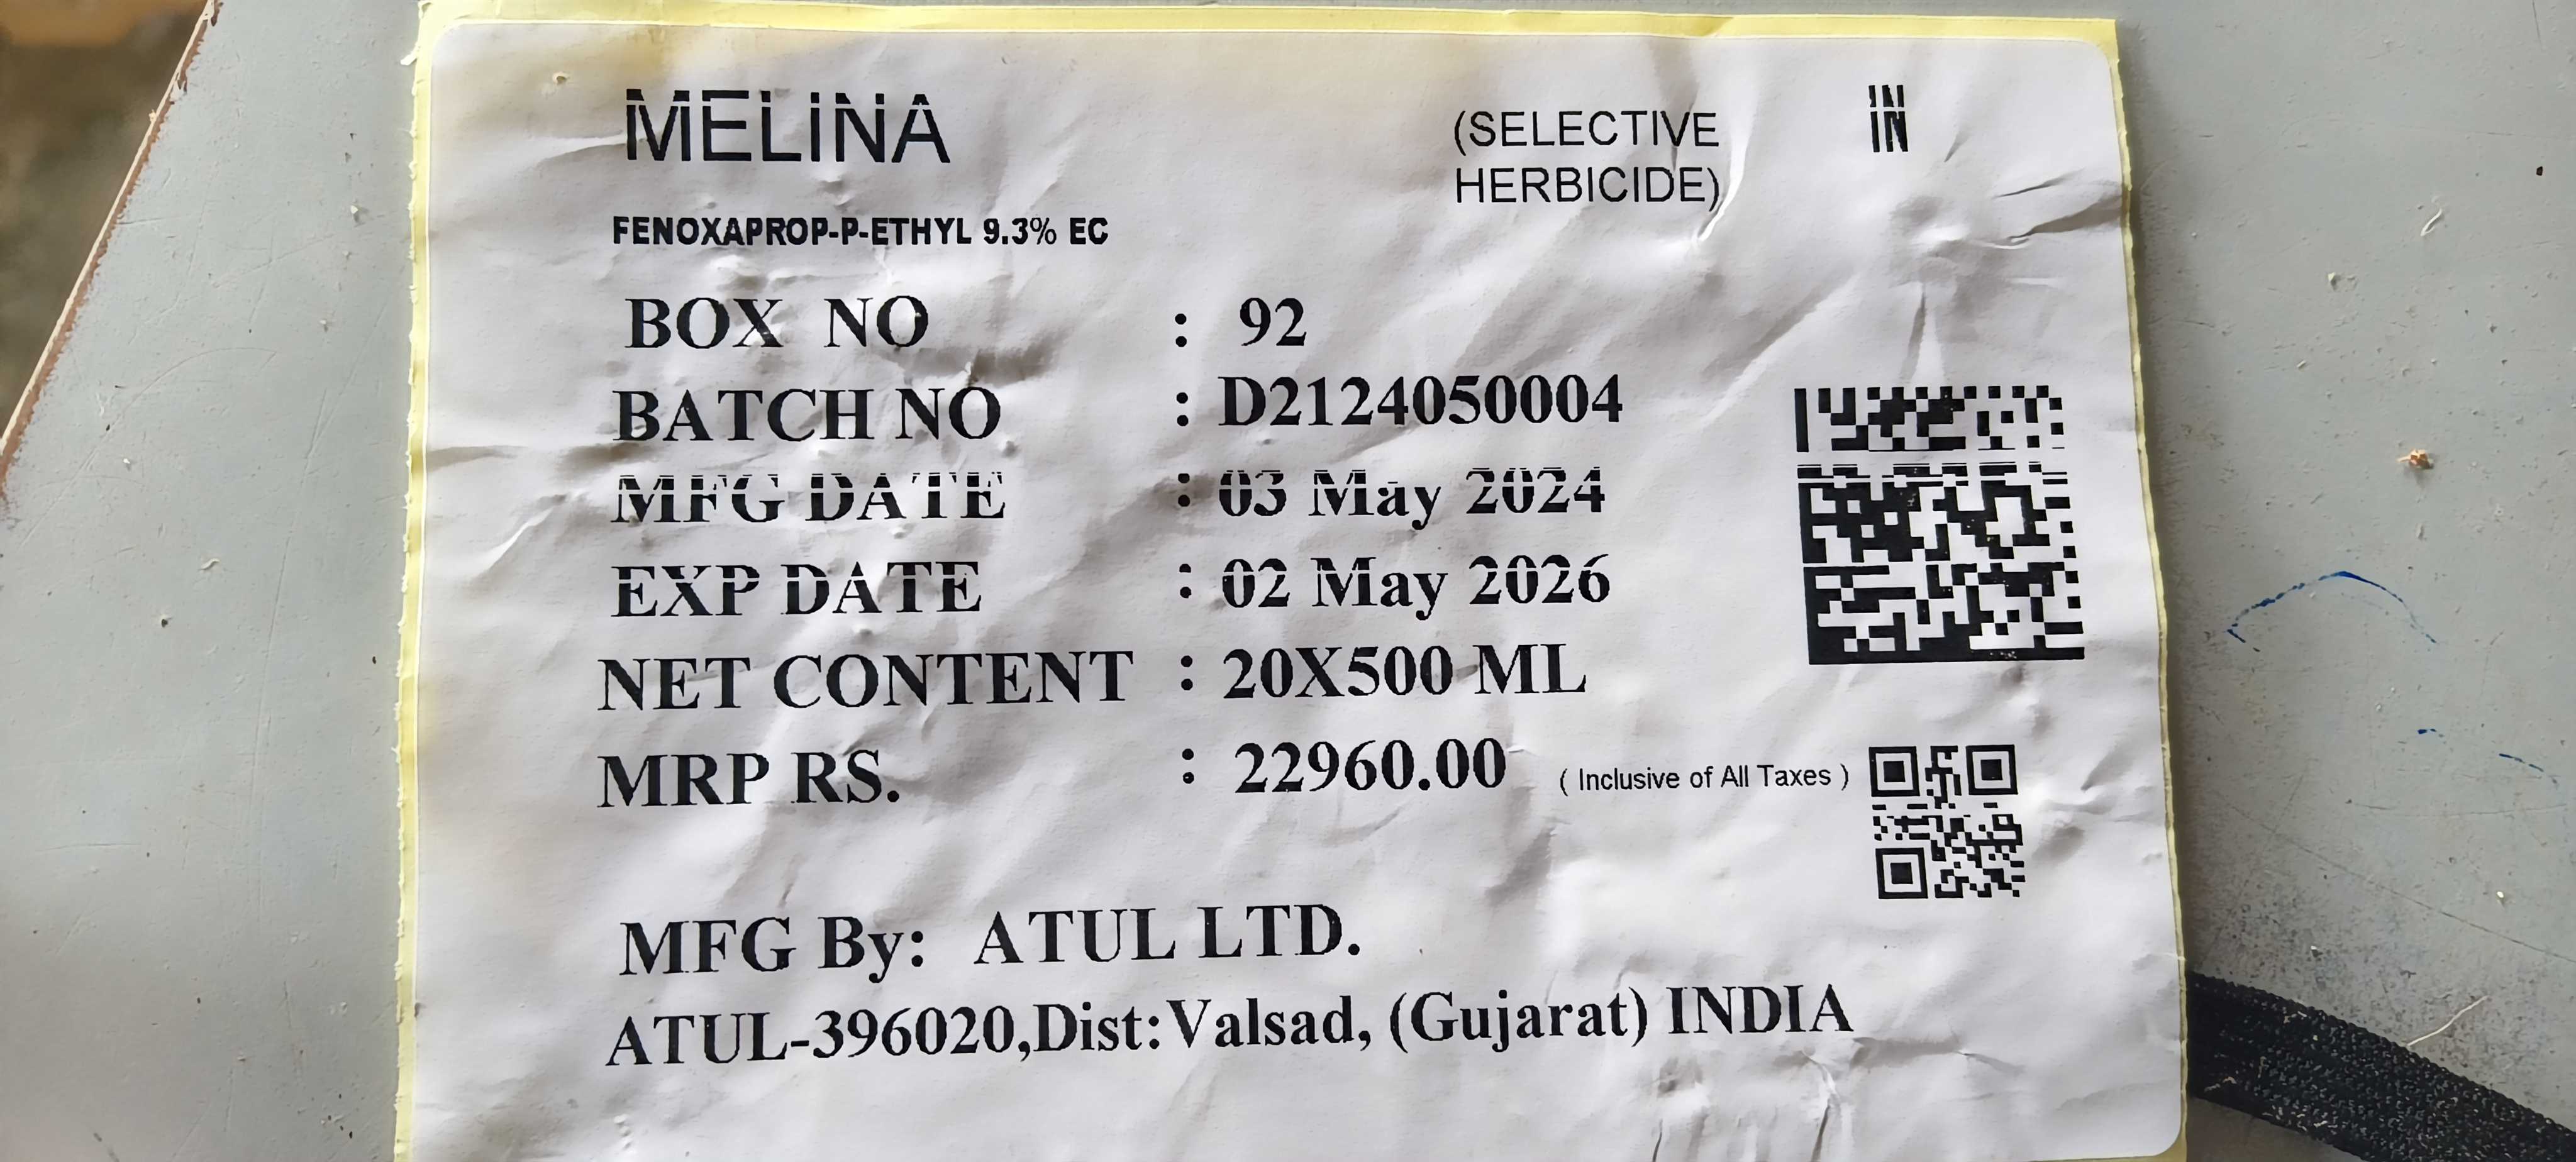 MELINA
(SELECTIVE
HERBICIDE)
IN
FENOXAPROP-P-ETHYL 9.3% EC
BOX NO : 92
BATCH NO : D2124050004
MFG DATE : 03 May 2024
EXP DATE : 02 May 2026
NET CONTENT : 20X500 ML
MRP RS. : 22960.00 ( Inclusive of All Taxes )
MFG By: ATUL LTD.
ATUL-396020,Dist:Valsad, (Gujarat) INDIA